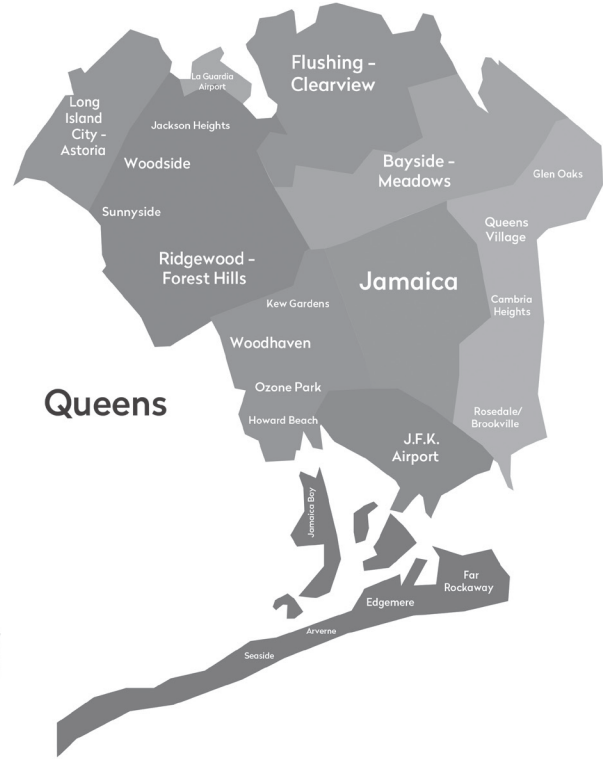 Flushing -
Clearview
La Guardia
Airport
Long
Island
City -
Astoria
Jackson Heights
Woodside
Bayside -
Meadows
Glen Oaks
Sunnyside
Queens
Village
Ridgewood -
Forest Hills
Jamaica
Kew Gardens
Cambria
Heights
Woodhaven
Ozone Park
Queens
Howard Beach
Rosedale/
Brookville
J.F.K.
Airport
Jamaica Bay
Far
Rockaway
Edgemere
Arverne
Seaside